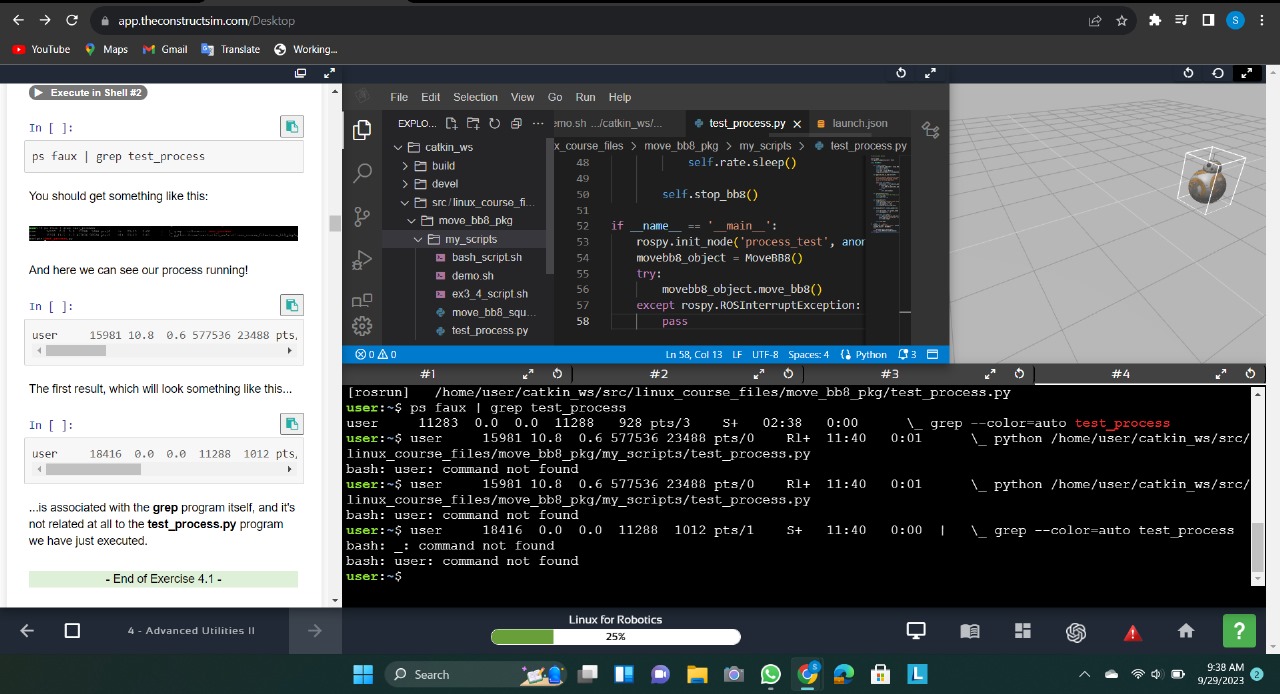 app.theconstructsim.com/Desktop
S
YouTube
Maps
Gmail
Translate
Working...
Execute in Shell #2
In [ ]:
ps faux | grep test_process
You should get something like this:
And here we can see our process running!
In [ ]:
user 15981 10.8 0.6 577536 23488 pts,
The first result, which will look something like this...
In [ ]:
user 18416 0.0 0.0 11288 1012 pts,
...is associated with the grep program itself, and it's
not related at all to the test_process.py program
we have just executed.
- End of Exercise 4.1 -
File Edit Selection View Go Run Help
EXPLO...
catkin_ws
build
devel
src/linux_course_fi...
move_bb8_pkg
my_scripts
bash_script.sh
demo.sh
ex3_4_script.sh
move_bb8_squ...
test_process.py
emo.sh .../catkin_ws/...
test_process.py
launch.json
x_course_files > move_bb8_pkg > my_scripts > test_process.py
48 self.rate.sleep()
49
50 self.stop_bb8()
51
52 if __name__ == '__main__':
53 rospy.init_node('process_test', anon
54 movebb8_object = MoveBB8()
55 try:
56 movebb8_object.move_bb8()
57 except rospy.ROSInterruptException:
58 pass
0 0 Ln 58, Col 13 LF UTF-8 Spaces: 4 Python 3
#1 #2 #3 #4
[rosrun] /home/user/catkin_ws/src/linux_course_files/move_bb8_pkg/test_process.py
user:~$ ps faux | grep test_process
user 11283 0.0 0.0 11288 928 pts/3 S+ 02:38 0:00 \_ grep --color=auto test_process
user:~$ user 15981 10.8 0.6 577536 23488 pts/0 Rl+ 11:40 0:01 \_ python /home/user/catkin_ws/src/
linux_course_files/move_bb8_pkg/my_scripts/test_process.py
bash: user: command not found
user:~$ user 15981 10.8 0.6 577536 23488 pts/0 Rl+ 11:40 0:01 \_ python /home/user/catkin_ws/src/
linux_course_files/move_bb8_pkg/my_scripts/test_process.py
bash: user: command not found
user:~$ user 18416 0.0 0.0 11288 1012 pts/1 S+ 11:40 0:00 | \_ grep --color=auto test_process
bash: _: command not found
bash: user: command not found
user:~$
4 - Advanced Utilities II
Linux for Robotics
25%
?
Search
L
9:38 AM
9/29/2023
2